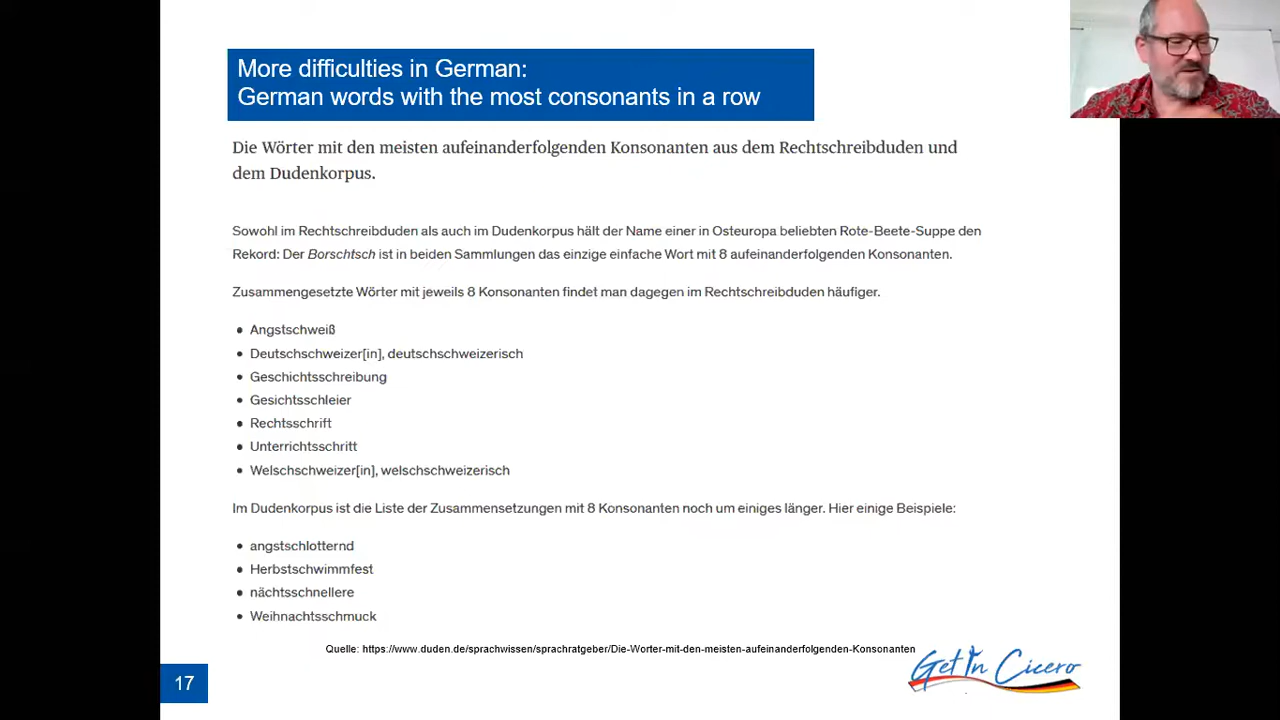 More difficulties in German:
German words with the most consonants in a row
Die Wörter mit den meisten aufeinanderfolgenden Konsonanten aus dem Rechtschreibduden und
dem Dudenkorpus.
Sowohl im Rechtschreibduden als auch im Dudenkorpus hält der Name einer in Osteuropa beliebten Rote-Beete-Suppe den
Rekord: Der Borschtsch ist in beiden Sammlungen das einzige einfache Wort mit 8 aufeinanderfolgenden Konsonanten.
Zusammengesetzte Wörter mit jeweils 8 Konsonanten findet man dagegen im Rechtschreibduden häufiger.
• Angstschweiß
• Deutschschweizer[in], deutschschweizerisch
• Geschichtsschreibung
• Gesichtsschleier
• Rechtsschrift
• Unterrichtsschritt
• Welschschweizer[in], welschschweizerisch
Im Dudenkorpus ist die Liste der Zusammensetzungen mit 8 Konsonanten noch um einiges länger. Hier einige Beispiele:
• angstschlotternd
• Herbstschwimmfest
• nächtsschnellere
• Weihnachtsschmuck
Quelle: https://www.duden.de/sprachwissen/sprachratgeber/Die-Worter-mit-den-meisten-aufeinanderfolgenden-Konsonanten
Get In Cicero
17